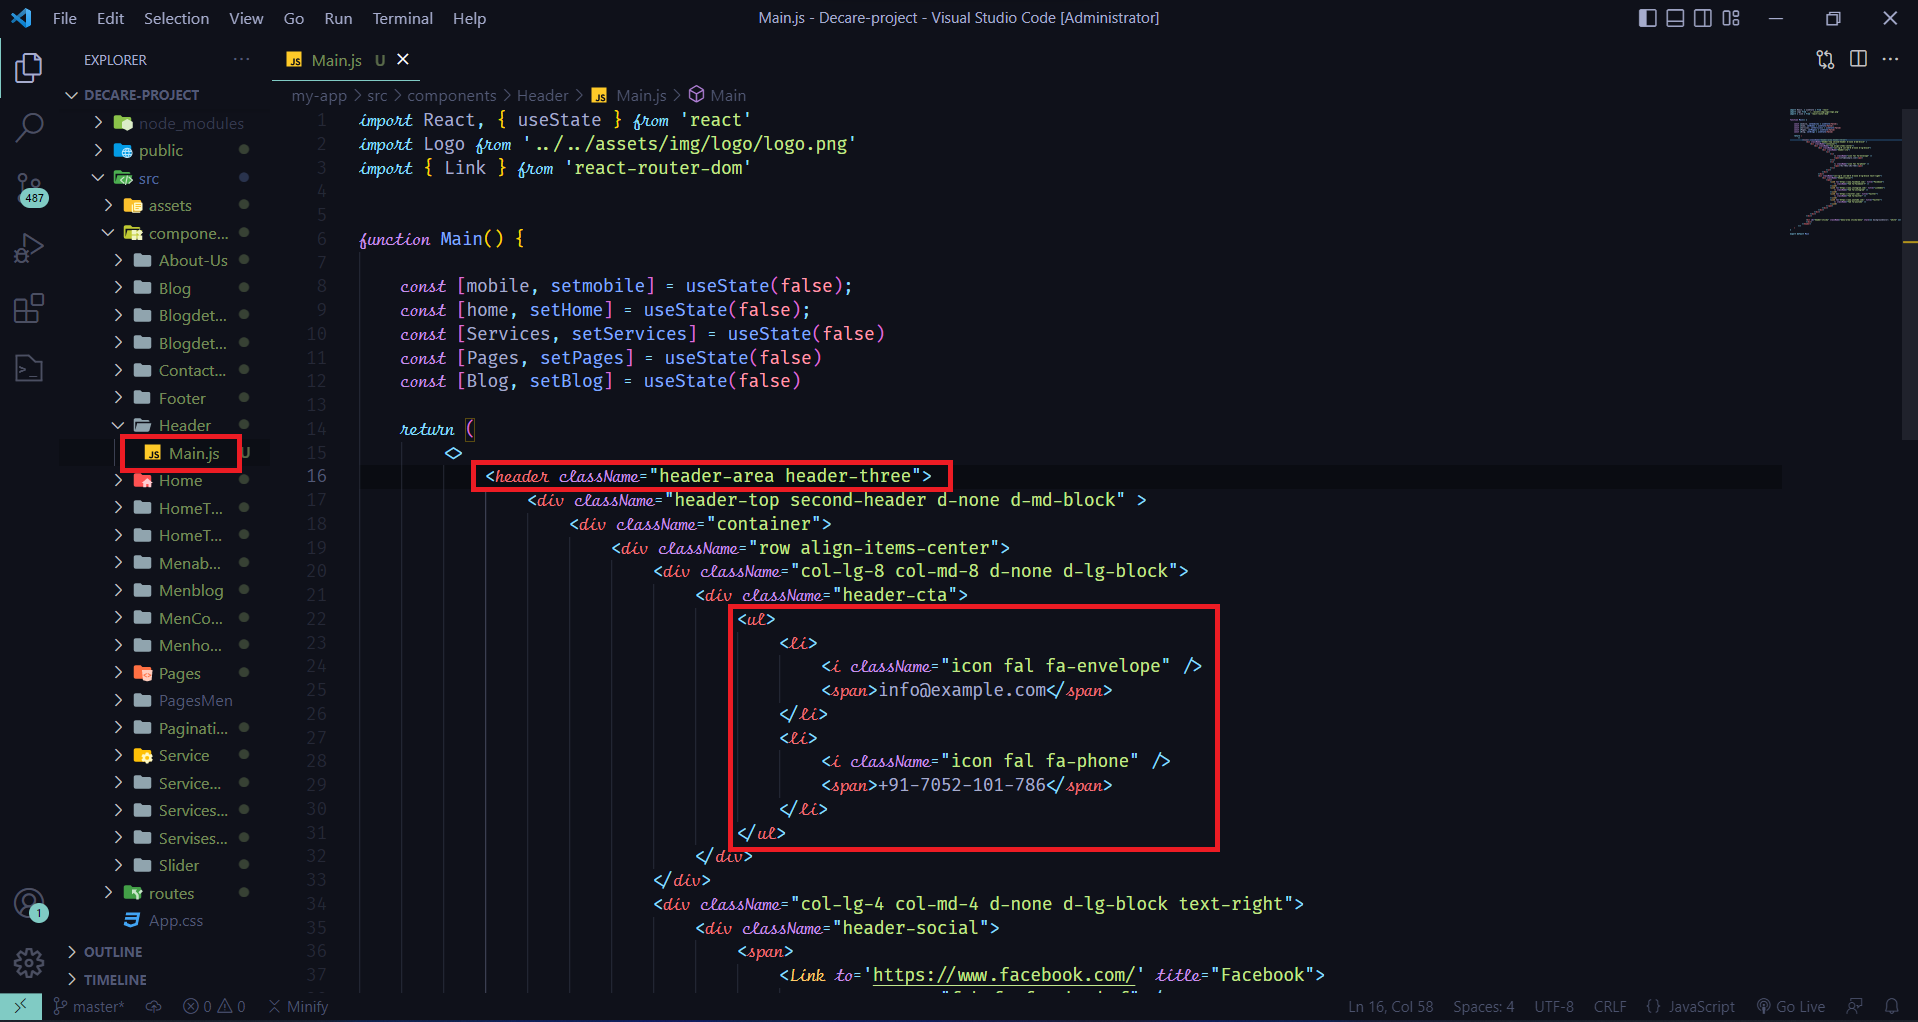 File Edit Selection View Go Run Terminal Help
Main.js - Decare-project - Visual Studio Code [Administrator]
EXPLORER
DECARE-PROJECT
node_modules
public
src
assets
compone...
About-Us
Blog
Blogdet...
Blogdet...
Contact...
Footer
Header
JS Main.js U
Home
HomeT...
HomeT...
Menab...
Menblog
MenCo...
Menho...
Pages
PagesMen
Paginati...
Service
Service...
Services...
Servises...
Slider
routes
App.css
OUTLINE
TIMELINE
487
1
JS Main.js U
my-app > src > components > Header > JS Main.js > Main
1 import React, { useState } from 'react'
2 import Logo from '../../assets/img/logo/logo.png'
3 import { Link } from 'react-router-dom'
4
5
6 function Main() {
7
8 const [mobile, setmobile] = useState(false);
9 const [home, setHome] = useState(false);
10 const [Services, setServices] = useState(false)
11 const [Pages, setPages] = useState(false)
12 const [Blog, setBlog] = useState(false)
13
14 return (
15 <>
16 <header className="header-area header-three">
17 <div className="header-top second-header d-none d-md-block" >
18 <div className="container">
19 <div className="row align-items-center">
20 <div className="col-lg-8 col-md-8 d-none d-lg-block">
21 <div className="header-cta">
22 <ul>
23 <li>
24 <i className="icon fal fa-envelope" />
25 <span>info@example.com</span>
26 </li>
27 <li>
28 <i className="icon fal fa-phone" />
29 <span>+91-7052-101-786</span>
30 </li>
31 </ul>
32 </div>
33 </div>
34 <div className="col-lg-4 col-md-4 d-none d-lg-block text-right">
35 <div className="header-social">
36 <span>
37 <Link to='https://www.facebook.com/' title="Facebook">
master* 0 0 Minify
Ln 16, Col 58 Spaces: 4 UTF-8 CRLF {} JavaScript Go Live